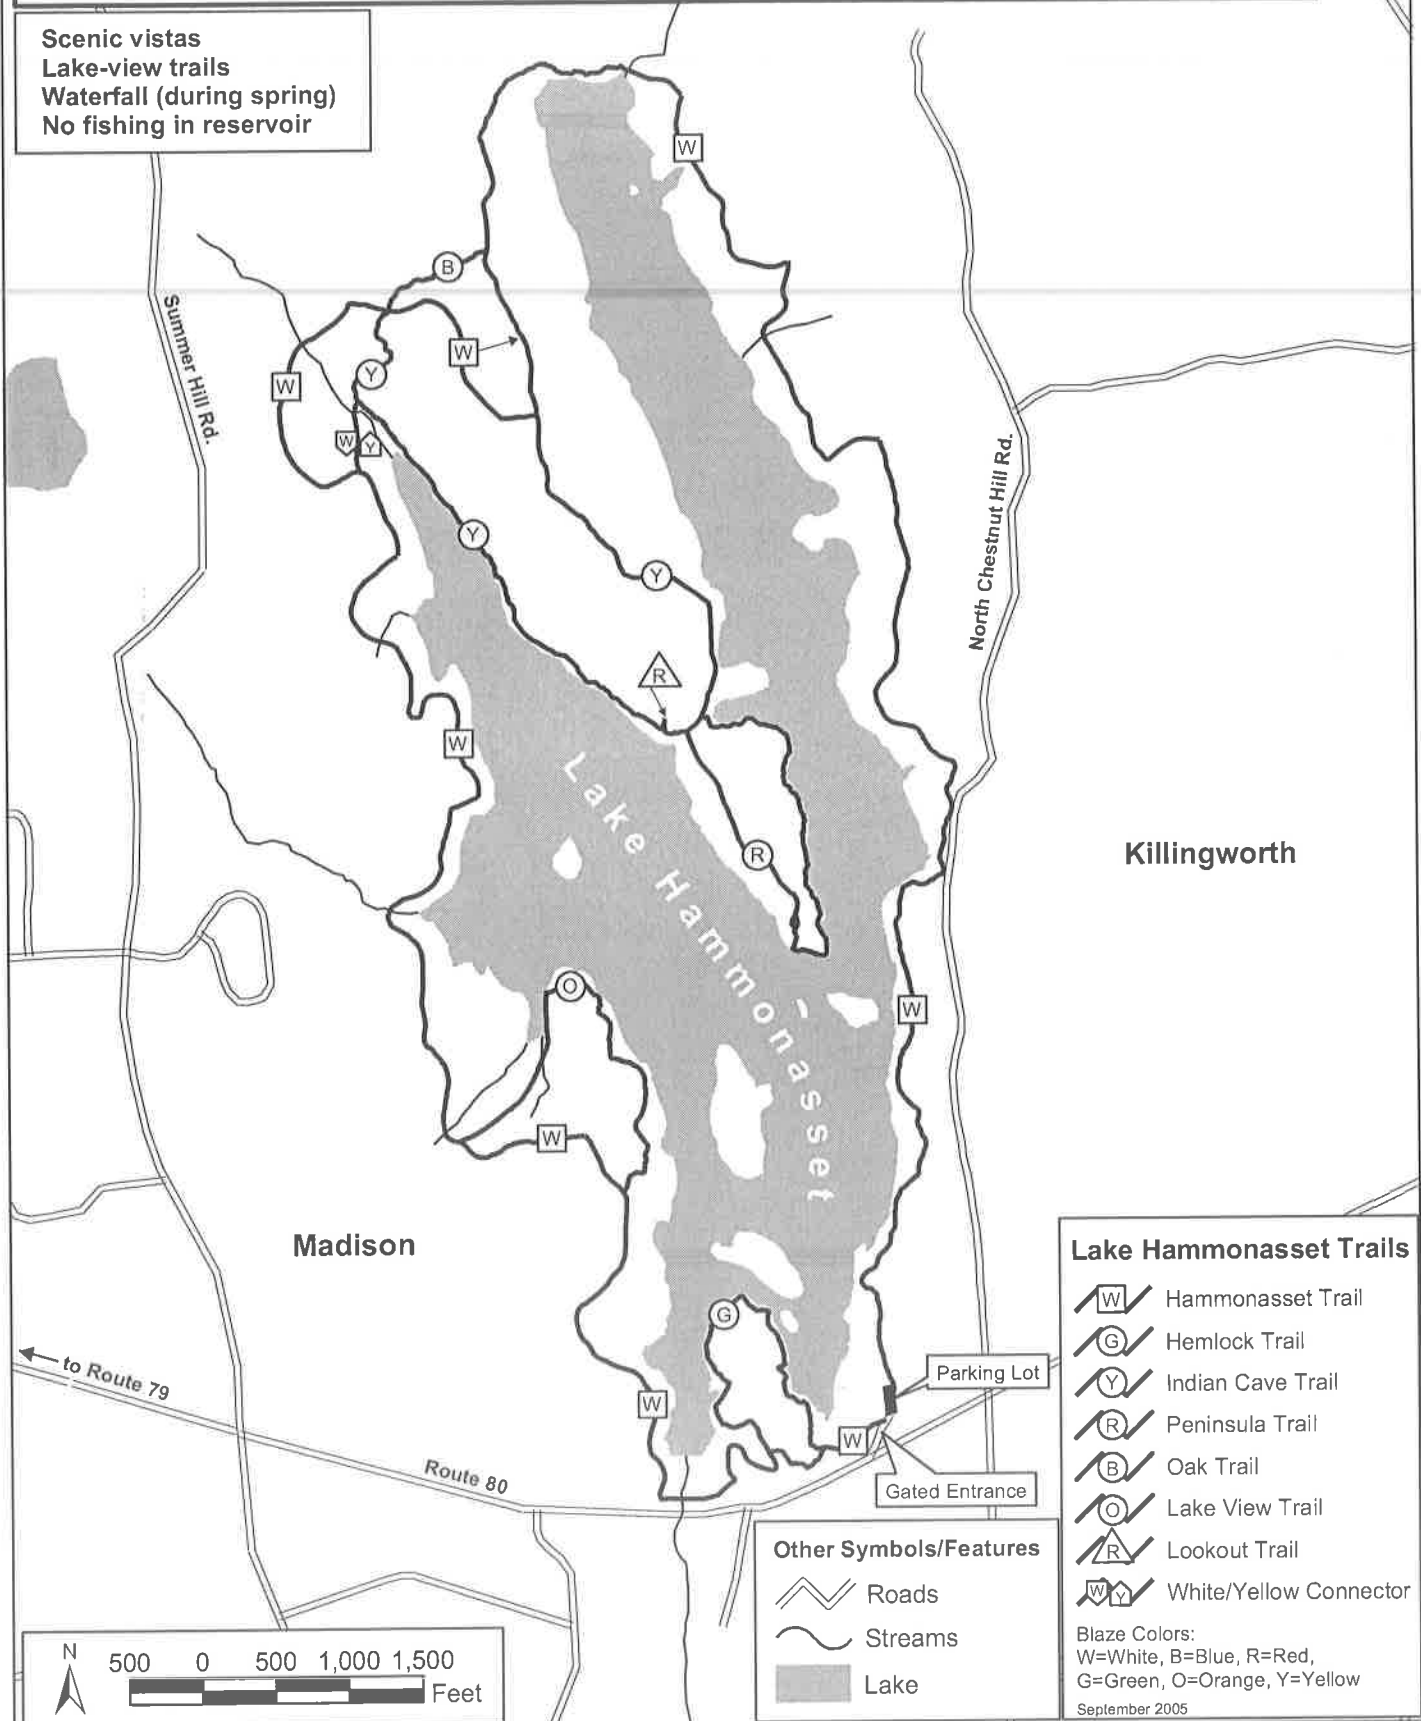 Scenic vistas
Lake-view trails
Waterfall (during spring)
No fishing in reservoir
W
B
Summer Hill Rd.
W
W
Y
W
Y
North Chestnut Hill Rd.
Y
Y
R
W
Lake Hammonasset
R
Killingworth
O
W
W
Madison
G
to Route 79
Parking Lot
W
W
Route 80
Gated Entrance
Lake Hammonasset Trails
W Hammonasset Trail
G Hemlock Trail
Y Indian Cave Trail
R Peninsula Trail
B Oak Trail
O Lake View Trail
R Lookout Trail
W Y White/Yellow Connector
Blaze Colors:
W=White, B=Blue, R=Red,
G=Green, O=Orange, Y=Yellow
September 2005
Other Symbols/Features
Roads
Streams
Lake
N
500 0 500 1,000 1,500
Feet